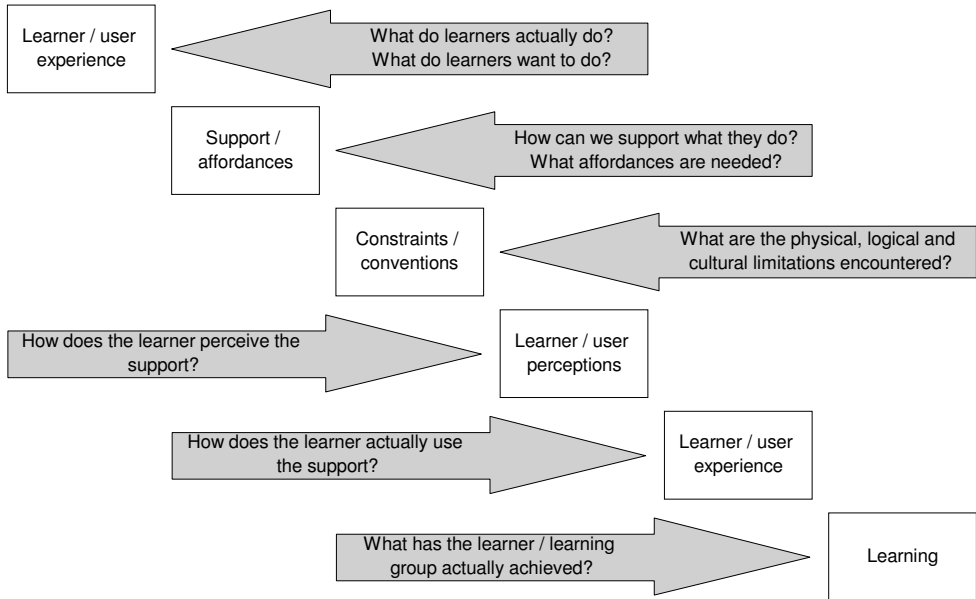 Learner / user
experience
What do learners actually do?
What do learners want to do?
Support /
affordances
How can we support what they do?
What affordances are needed?
Constraints /
conventions
What are the physical, logical and
cultural limitations encountered?
How does the learner perceive the
support?
Learner / user
perceptions
How does the learner actually use
the support?
Learner / user
experience
What has the learner / learning
group actually achieved?
Learning